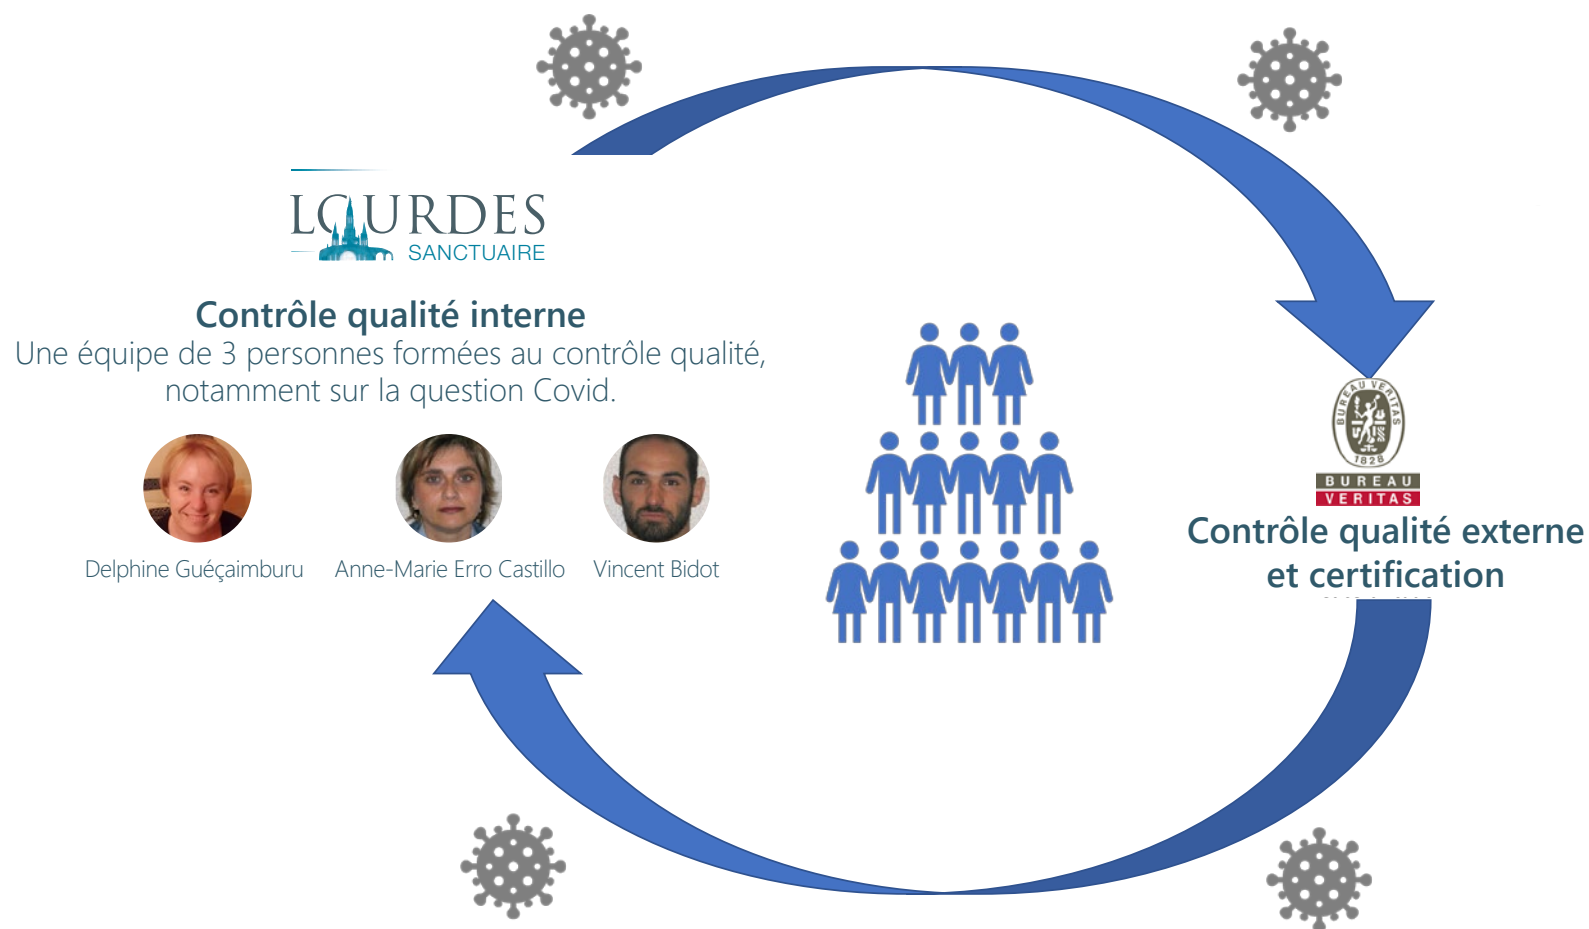 LOURDES
SANCTUAIRE
Contrôle qualité interne
Une équipe de 3 personnes formées au contrôle qualité,
notamment sur la question Covid.
Delphine Guéçaimburu
Anne-Marie Erro Castillo
Vincent Bidot
BUREAU VERITAS
1828
BUREAU
VERITAS
Contrôle qualité externe
et certification